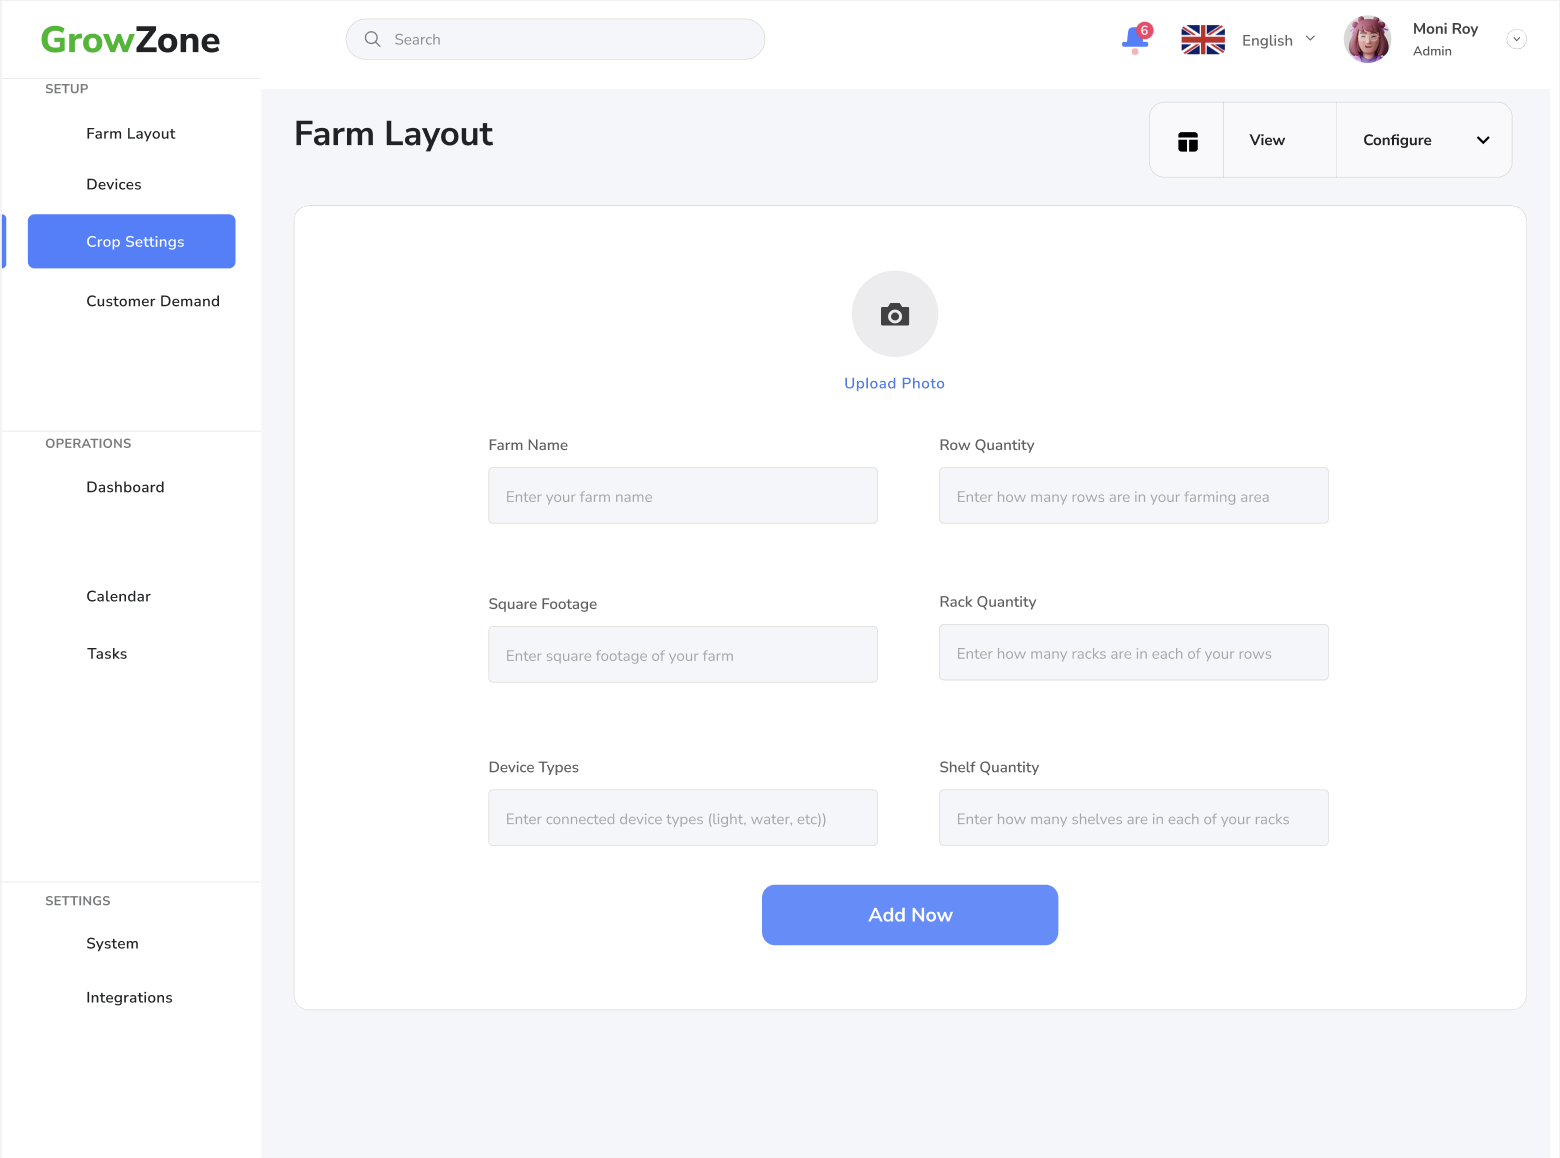 GrowZone
Search
6
English
Moni Roy
Admin
SETUP
Farm Layout
Devices
Crop Settings
Customer Demand
OPERATIONS
Dashboard
Calendar
Tasks
SETTINGS
System
Integrations
Farm Layout
View
Configure
Upload Photo
Farm Name
Enter your farm name
Row Quantity
Enter how many rows are in your farming area
Square Footage
Enter square footage of your farm
Rack Quantity
Enter how many racks are in each of your rows
Device Types
Enter connected device types (light, water, etc))
Shelf Quantity
Enter how many shelves are in each of your racks
Add Now